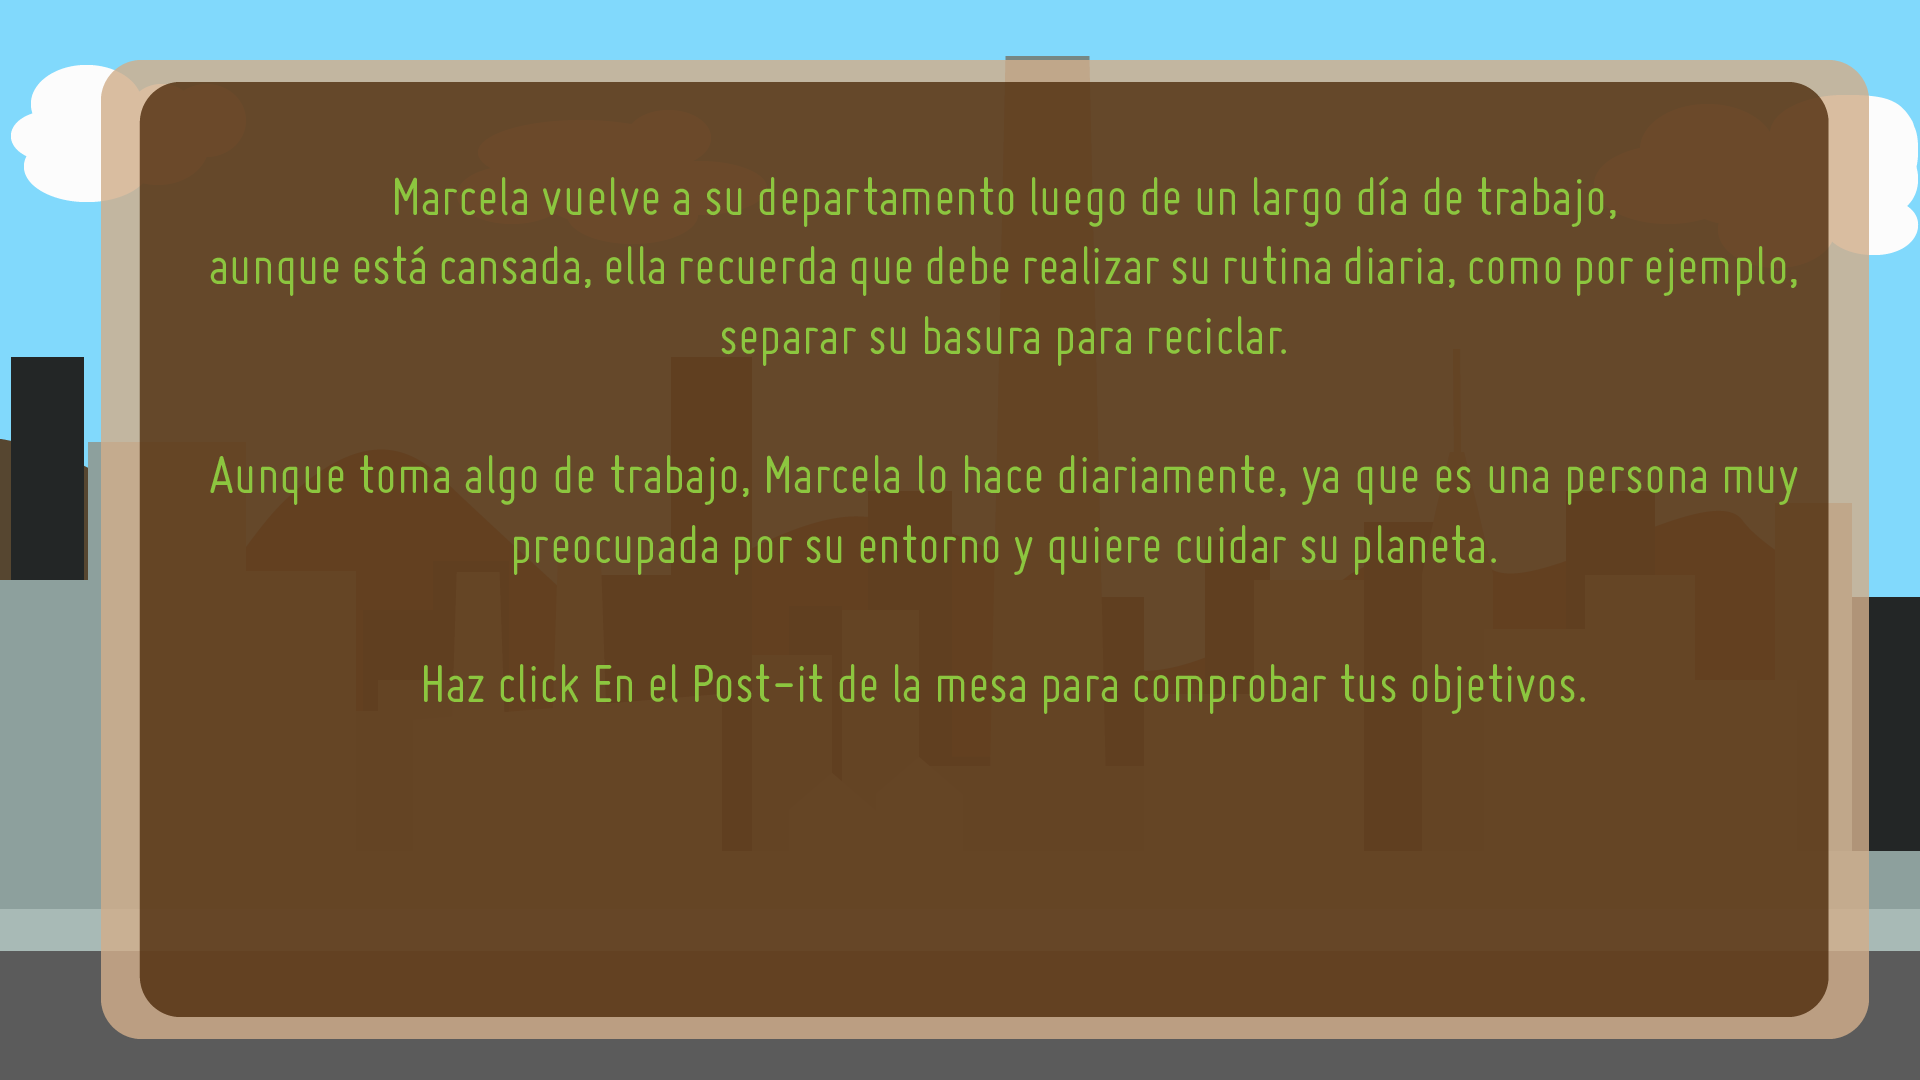 Marcela vuelve a su departamento luego de un largo día de trabajo,
aunque está cansada, ella recuerda que debe realizar su rutina diaria, como por ejemplo,
separar su basura para reciclar.
Aunque toma algo de trabajo, Marcela lo hace diariamente, ya que es una persona muy
preocupada por su entorno y quiere cuidar su planeta.
Haz click En el Post-it de la mesa para comprobar tus objetivos.